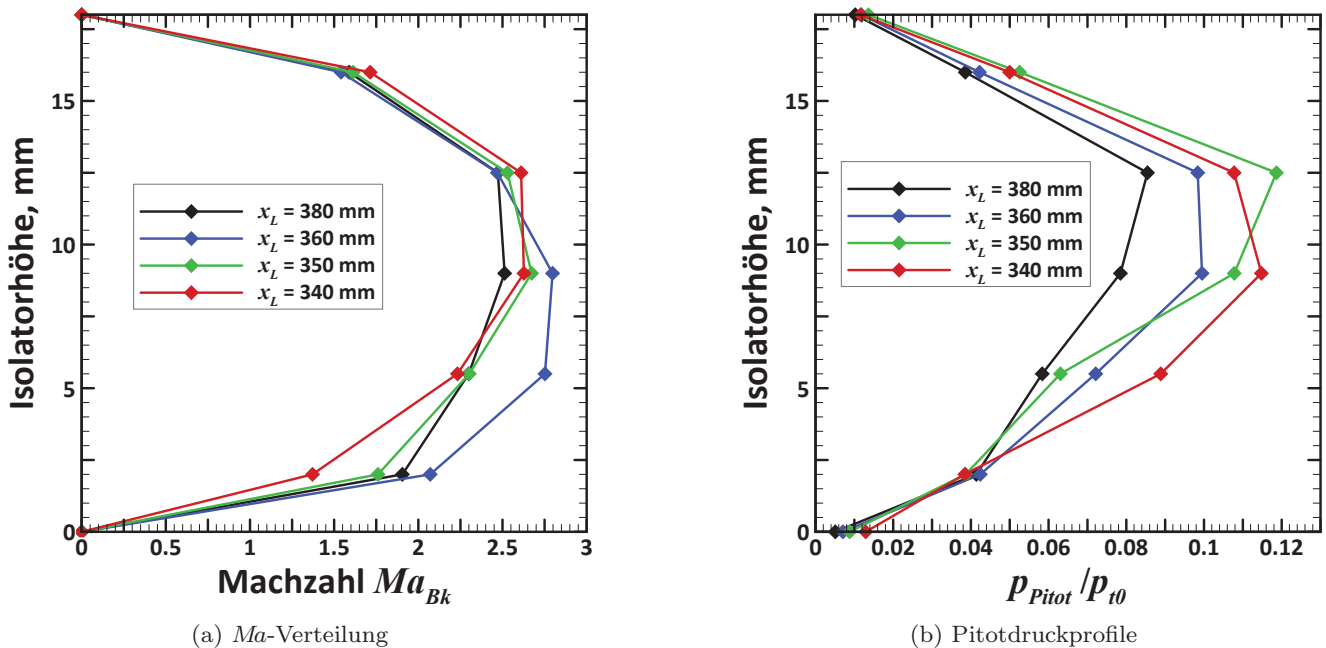 Isolatorhöhe, mm
15
10
5
0
x_L = 380 mm
x_L = 360 mm
x_L = 350 mm
x_L = 340 mm
0 0.5 1 1.5 2 2.5 3
Machzahl Ma_Bk
(a) Ma-Verteilung
Isolatorhöhe, mm
15
10
5
0
x_L = 380 mm
x_L = 360 mm
x_L = 350 mm
x_L = 340 mm
0 0.02 0.04 0.06 0.08 0.1 0.12
p_Pitot /p_t0
(b) Pitotdruckprofile